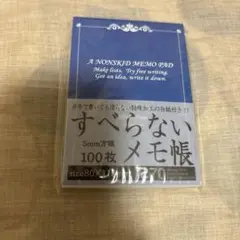 A NONSKID MEMO PAD
Make lists. Try free writing.
Get an idea, write it down.
すべらない
5mm方眼
100枚
メモ帳